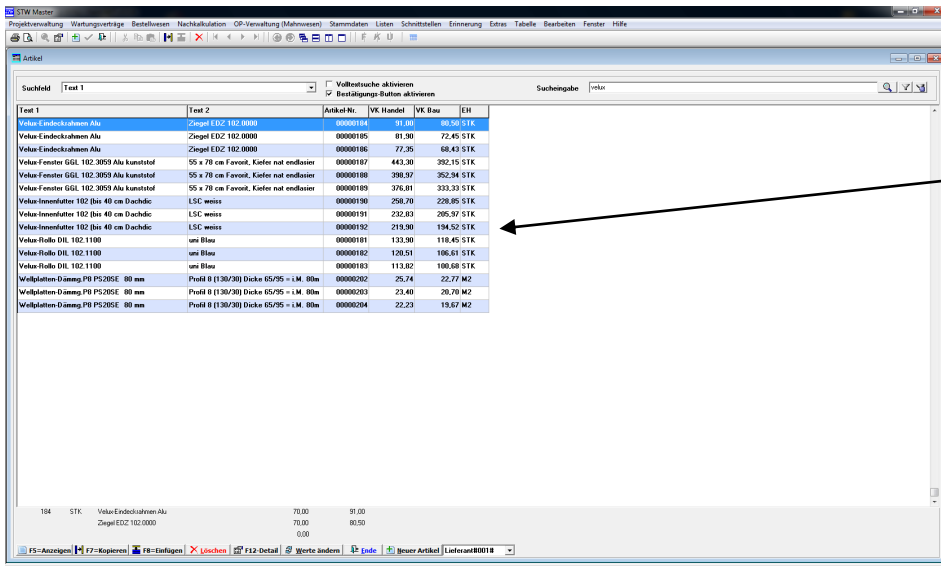 STW Master
Projektverwaltung Wartungsverträge Bestellwesen Nachkalkulation OP-Verwaltung (Mahnwesen) Stammdaten Listen Schnittstellen Erinnerung Extras Tabelle Bearbeiten Fenster Hilfe
F K U
Artikel
Suchfeld Text 1 Volltextsuche aktivieren Sucheingabe velux
Bestätigungs-Button aktivieren
Text 1 Text 2 Artikel-Nr. VK Handel VK Bau EH
Velux-Eindeckrahmen Alu Ziegel EDZ 102.0000 00000184 91,00 80,50 STK
Velux-Eindeckrahmen Alu Ziegel EDZ 102.0000 00000185 81,90 72,45 STK
Velux-Eindeckrahmen Alu Ziegel EDZ 102.0000 00000186 77,35 68,43 STK
Velux-Fenster GGL 102.3059 Alu kunststof 55 x 78 cm Favorit, Kiefer nat endlasier 00000187 443,30 392,15 STK
Velux-Fenster GGL 102.3059 Alu kunststof 55 x 78 cm Favorit, Kiefer nat endlasier 00000188 398,97 352,94 STK
Velux-Fenster GGL 102.3059 Alu kunststof 55 x 78 cm Favorit, Kiefer nat endlasier 00000189 376,81 333,33 STK
Velux-Innenfutter 102 (bis 40 cm Dachdic LSC weiss 00000190 258,70 228,85 STK
Velux-Innenfutter 102 (bis 40 cm Dachdic LSC weiss 00000191 232,83 205,97 STK
Velux-Innenfutter 102 (bis 40 cm Dachdic LSC weiss 00000192 219,90 194,52 STK
Velux-Rollo DIL 102.1100 uni Blau 00000181 133,90 118,45 STK
Velux-Rollo DIL 102.1100 uni Blau 00000182 120,51 106,61 STK
Velux-Rollo DIL 102.1100 uni Blau 00000183 113,82 100,68 STK
Wellplatten-Dämmg.P8 PS20SE 80 mm Profil 8 (130/30) Dicke 65/95 = i.M. 80m 00000202 25,74 22,77 M2
Wellplatten-Dämmg.P8 PS20SE 80 mm Profil 8 (130/30) Dicke 65/95 = i.M. 80m 00000203 23,40 20,70 M2
Wellplatten-Dämmg.P8 PS20SE 80 mm Profil 8 (130/30) Dicke 65/95 = i.M. 80m 00000204 22,23 19,67 M2
184 STK Velux-Eindeckrahmen Alu 70,00 91,00
Ziegel EDZ 102.0000 70,00 80,50
0,00
F5=Anzeigen F7=Kopieren F8=Einfügen Löschen F12-Detail Werte ändern Ende Neuer Artikel Lieferant#001#